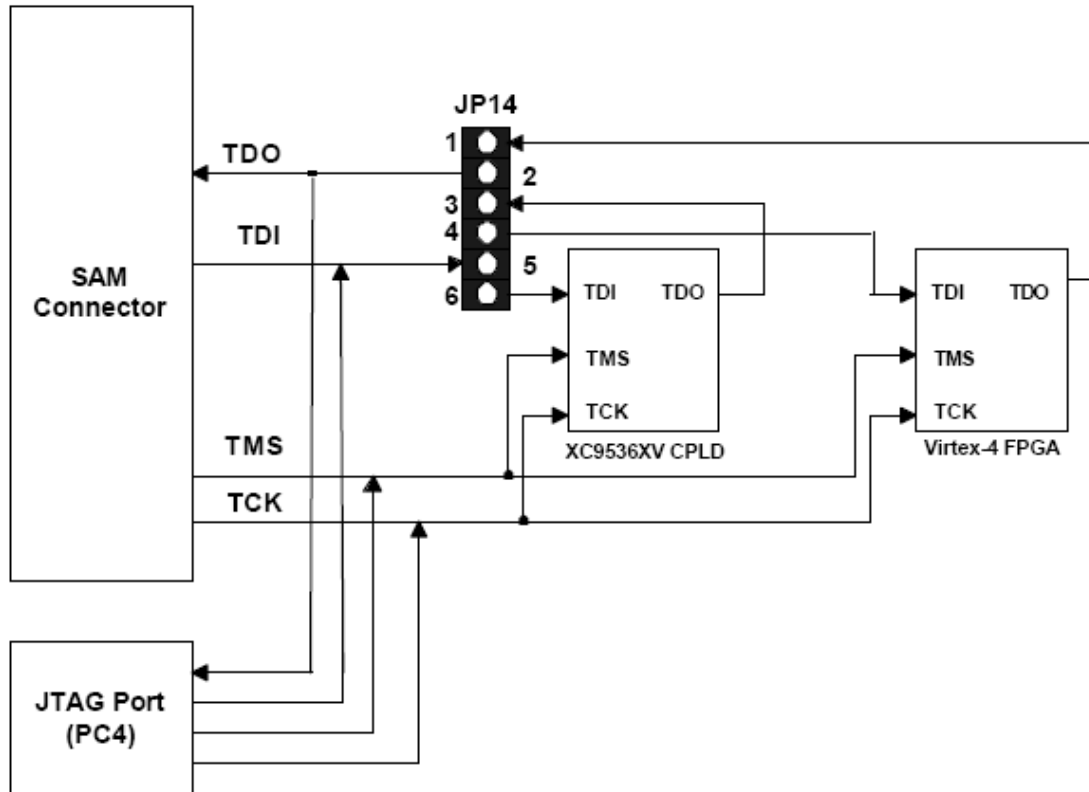 JP14
1
TDO
2
3
TDI
4
5
6
SAM
Connector
TDI TDO
TMS
TCK
XC9536XV CPLD
TDI TDO
TMS
TCK
Virtex-4 FPGA
TMS
TCK
JTAG Port
(PC4)